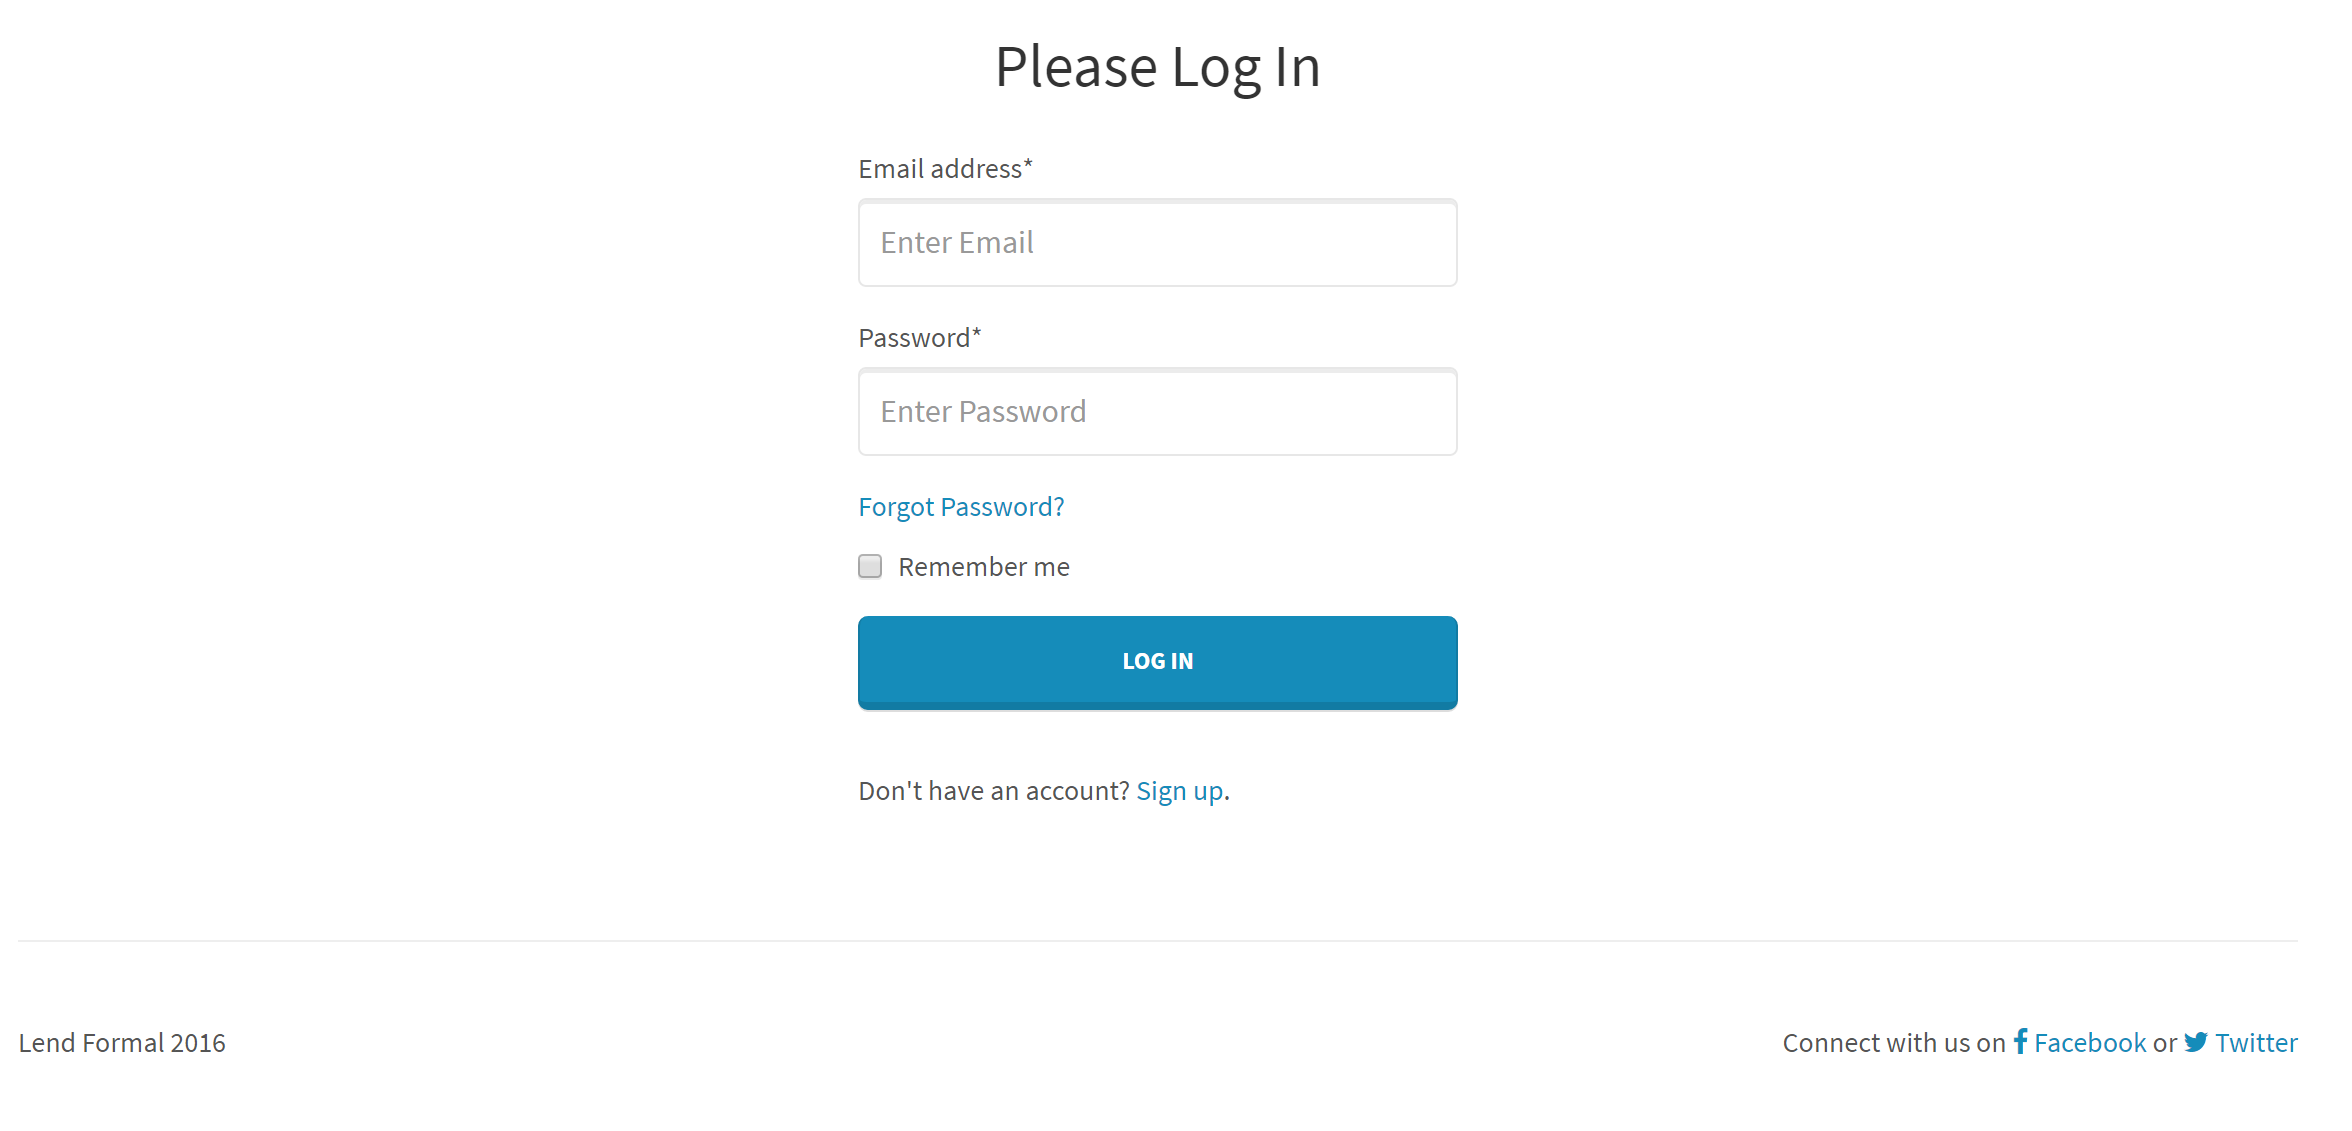 Please Log In
Email address*
Enter Email
Password*
Enter Password
Forgot Password?
Remember me
LOG IN
Don't have an account? Sign up.
Lend Formal 2016
Connect with us on Facebook or Twitter